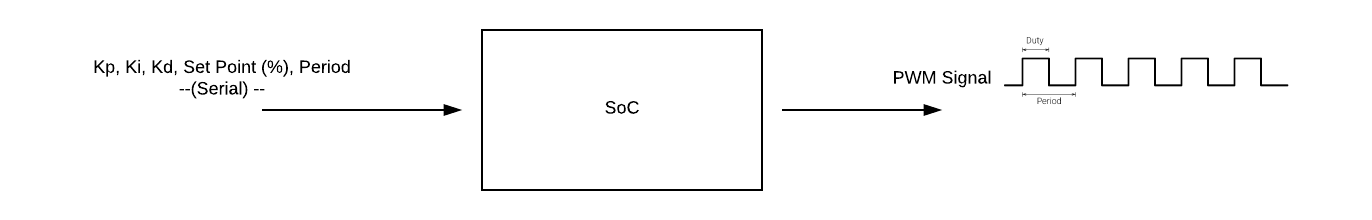 Kp, Ki, Kd, Set Point (%), Period
--(Serial) --
SoC
PWM Signal
Duty
Period